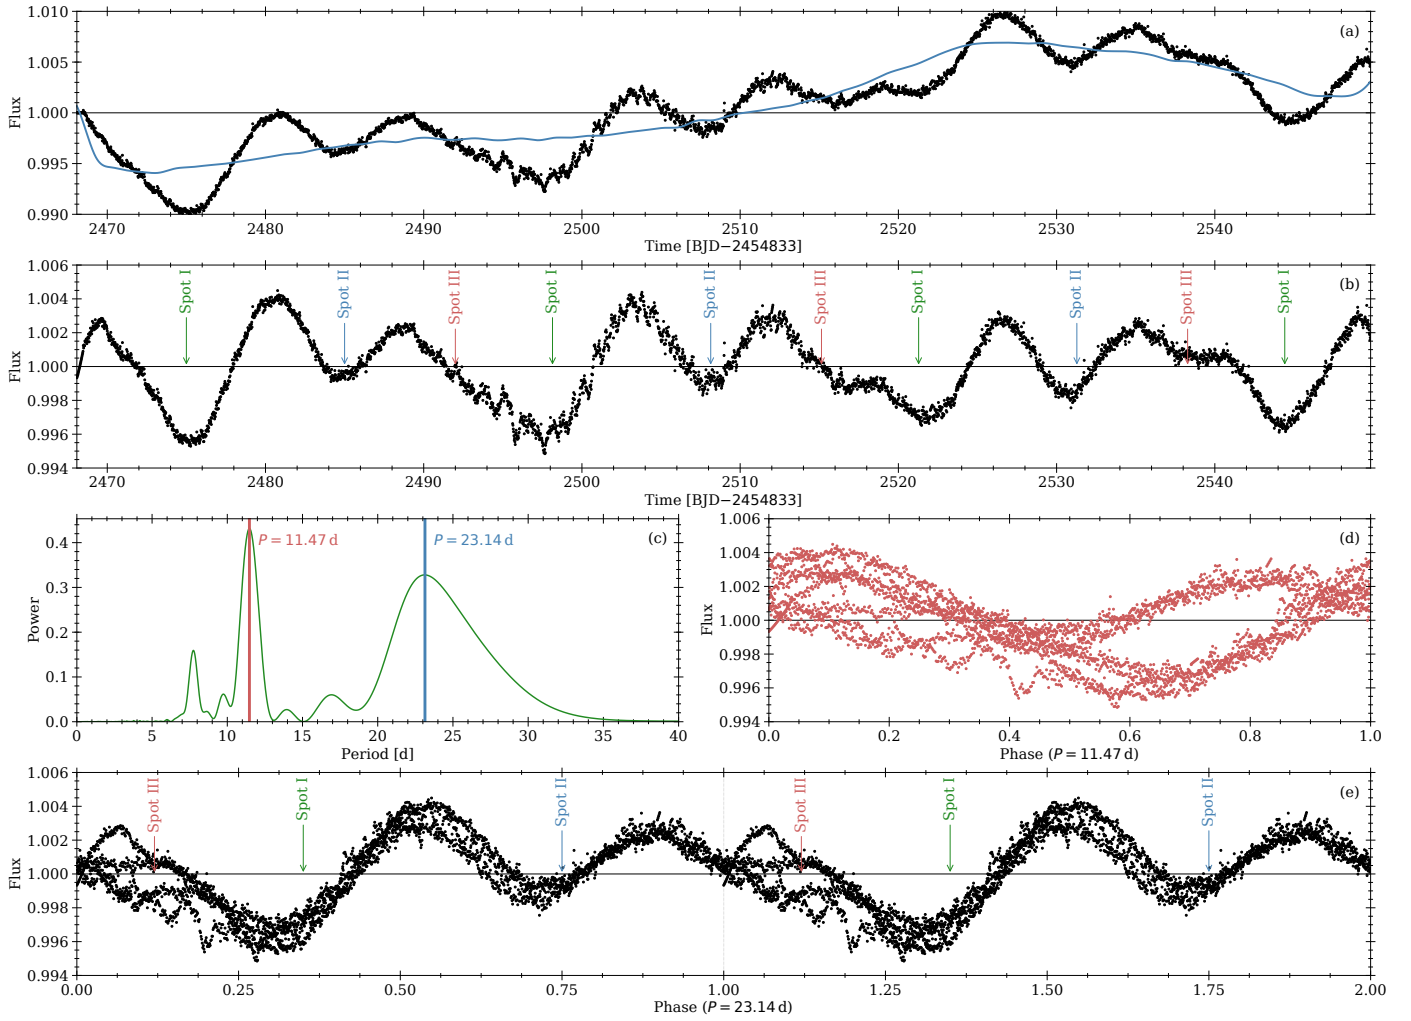 1.010
1.005
1.000
0.995
0.990
Flux
(a)
2470 2480 2490 2500 2510 2520 2530 2540
Time [BJD−2454833]
1.006
1.004
1.002
1.000
0.998
0.996
0.994
Flux
Spot I
Spot II
Spot III
Spot I
Spot II
Spot III
Spot I
Spot II
Spot III
Spot I
(b)
2470 2480 2490 2500 2510 2520 2530 2540
Time [BJD−2454833]
0.4
0.3
0.2
0.1
0.0
Power
P = 11.47 d
P = 23.14 d
(c)
0 5 10 15 20 25 30 35 40
Period [d]
1.006
1.004
1.002
1.000
0.998
0.996
0.994
Flux
(d)
0.0 0.2 0.4 0.6 0.8 1.0
Phase (P = 11.47 d)
1.006
1.004
1.002
1.000
0.998
0.996
0.994
Flux
Spot III
Spot I
Spot II
Spot III
Spot I
Spot II
(e)
0.00 0.25 0.50 0.75 1.00 1.25 1.50 1.75 2.00
Phase (P = 23.14 d)